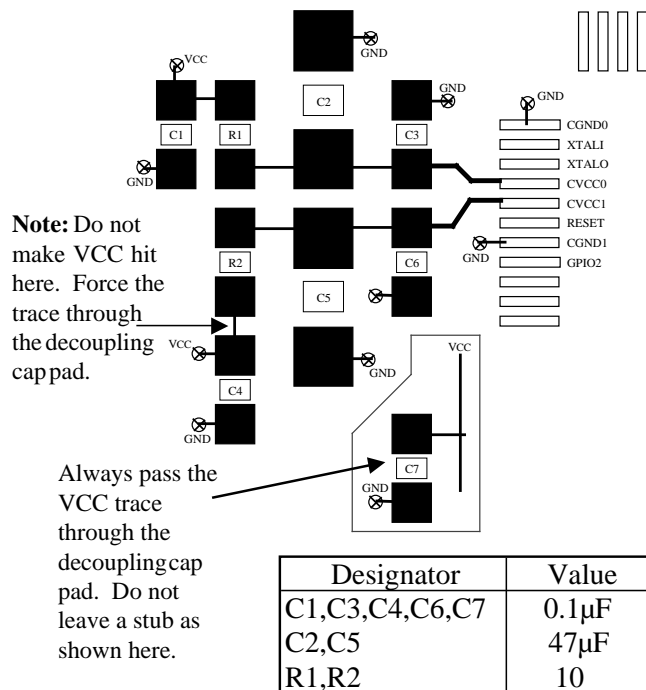 GND
VCC
C2
GND
GND
C1
R1
C3
CGND0
XTALI
XTALO
GND
CVCC0
CVCC1
RESET
CGND1
GPIO2
GND
Note: Do not
make VCC hit
here. Force the
trace through
the decoupling
cap pad.
R2
C6
C5
GND
VCC
VCC
GND
C4
GND
Always pass the
VCC trace
through the
decoupling cap
pad. Do not
leave a stub as
shown here.
C7
GND
Designator Value
C1,C3,C4,C6,C7 0.1µF
C2,C5 47µF
R1,R2 10